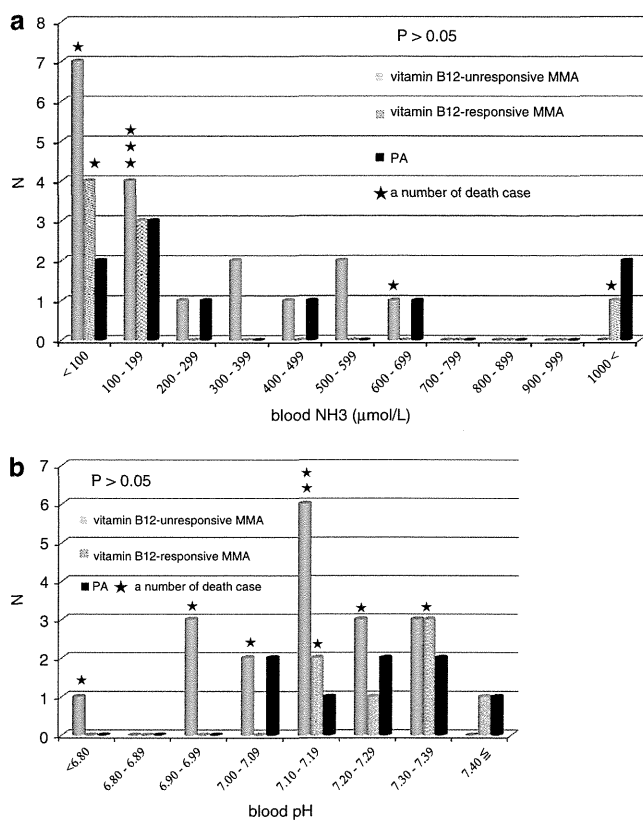 a
P > 0.05
vitamin B12-unresponsive MMA
vitamin B12-responsive MMA
PA
★ a number of death case
N
8
7
6
5
4
3
2
1
0
< 100
100 - 199
200 - 299
300 - 399
400 - 499
500 - 599
600 - 699
700 - 799
800 - 899
900 - 999
1000 <
blood NH3 (μmol/L)
b
P > 0.05
vitamin B12-unresponsive MMA
vitamin B12-responsive MMA
PA ★ a number of death case
N
7
6
5
4
3
2
1
0
<6.80
6.80 - 6.89
6.90 - 6.99
7.00 - 7.09
7.10 - 7.19
7.20 - 7.29
7.30 - 7.39
7.40 ≦
blood pH